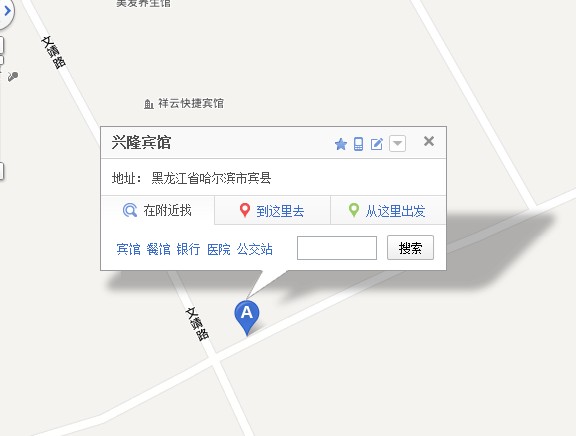 美发养生馆
文靖路
祥云快捷宾馆
兴隆宾馆
地址： 黑龙江省哈尔滨市宾县
在附近找 到这里去 从这里出发
宾馆 餐馆 银行 医院 公交站 搜索
A
文靖路